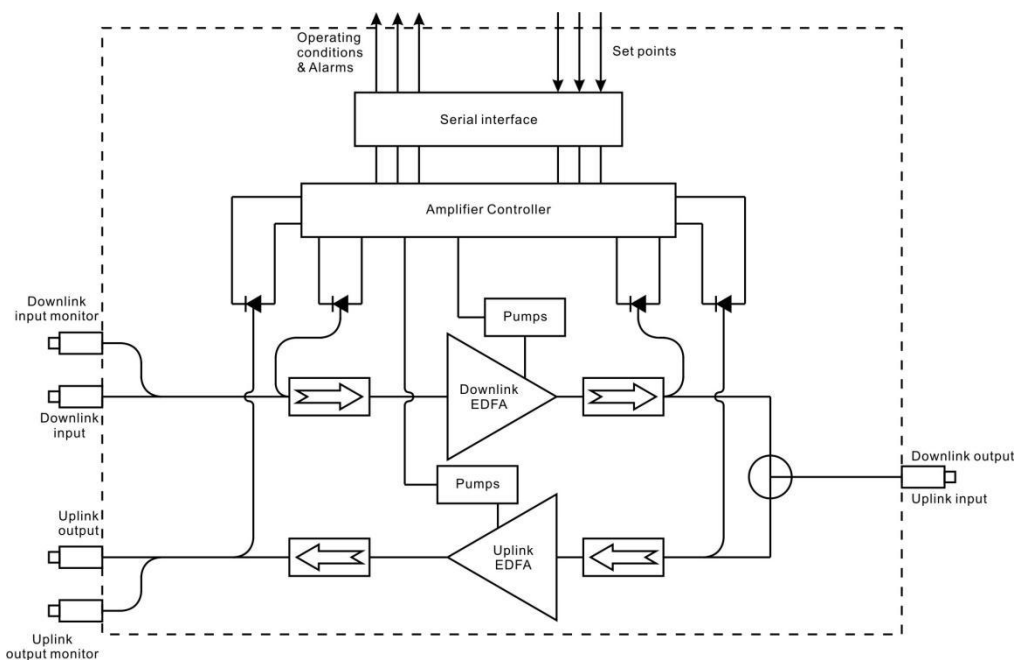 Operating
conditions
& Alarms
Set points
Serial interface
Amplifier Controller
Downlink
input monitor
Pumps
Downlink
EDFA
Downlink
input
Downlink output
Uplink input
Pumps
Uplink
output
Uplink
EDFA
Uplink
output monitor